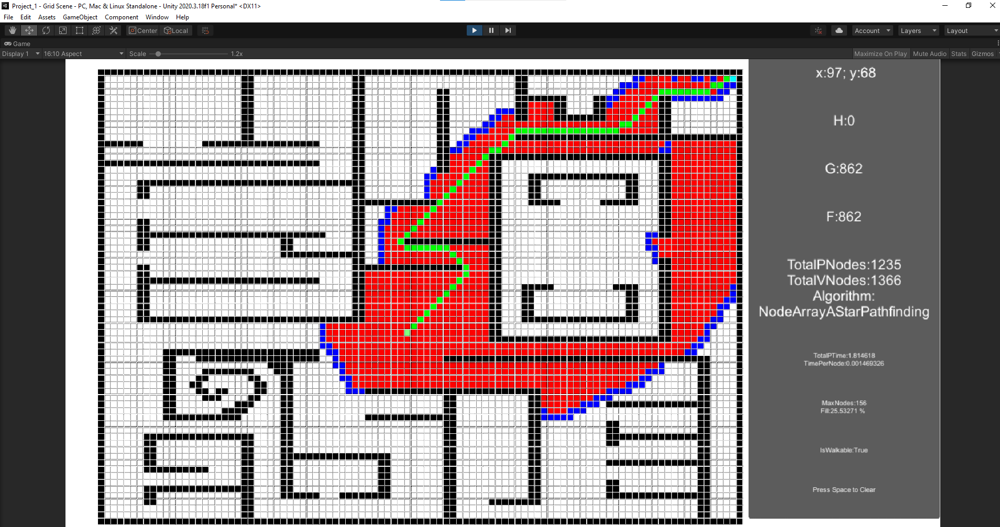 Project_1 - Grid Scene - PC, Mac & Linux Standalone - Unity 2020.3.18f1 Personal* <DX11>
File Edit Assets GameObject Component Window Help
Center Local Account Layers Layout
Game
Display 1 16:10 Aspect Scale 1.2x Maximize On Play Mute Audio Stats Gizmos
x:97; y:68
H:0
G:862
F:862
TotalPNodes:1235
TotalVNodes:1366
Algorithm:
NodeArrayAStarPathfinding
TotalPTime:1.814618
TimePerNode:0.001469326
MaxNodes:156
Fill:25.53271 %
IsWalkable:True
Press Space to Clear